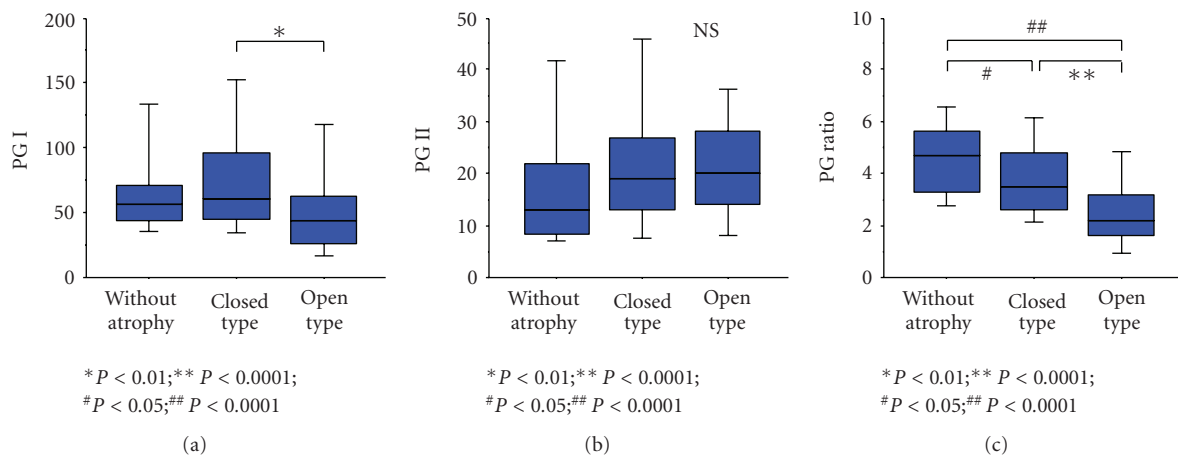 200
150
100
50
0
PG I
*
Without atrophy
Closed type
Open type
*P < 0.01;** P < 0.0001;
#P < 0.05;## P < 0.0001
(a)
50
40
30
20
10
0
PG II
NS
Without atrophy
Closed type
Open type
*P < 0.01;** P < 0.0001;
#P < 0.05;## P < 0.0001
(b)
10
8
6
4
2
0
PG ratio
##
#
**
Without atrophy
Closed type
Open type
*P < 0.01;** P < 0.0001;
#P < 0.05;## P < 0.0001
(c)